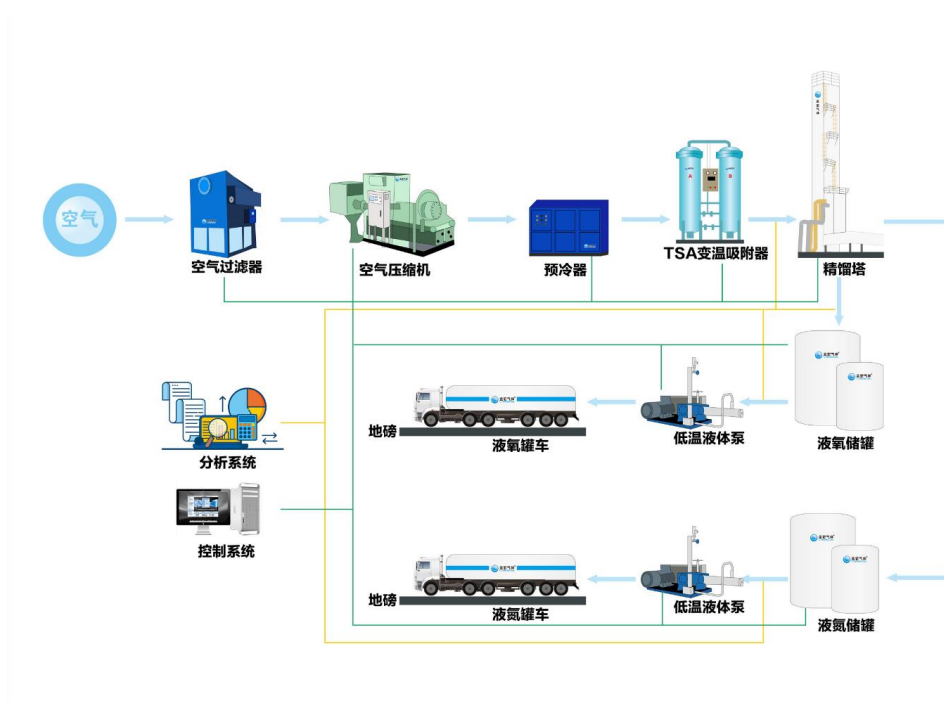 空气
空气过滤器
空气压缩机
预冷器
A
B
TSA变温吸附器
精馏塔
分析系统
地磅
液氧罐车
低温液体泵
液氧储罐
控制系统
地磅
液氮罐车
低温液体泵
液氮储罐